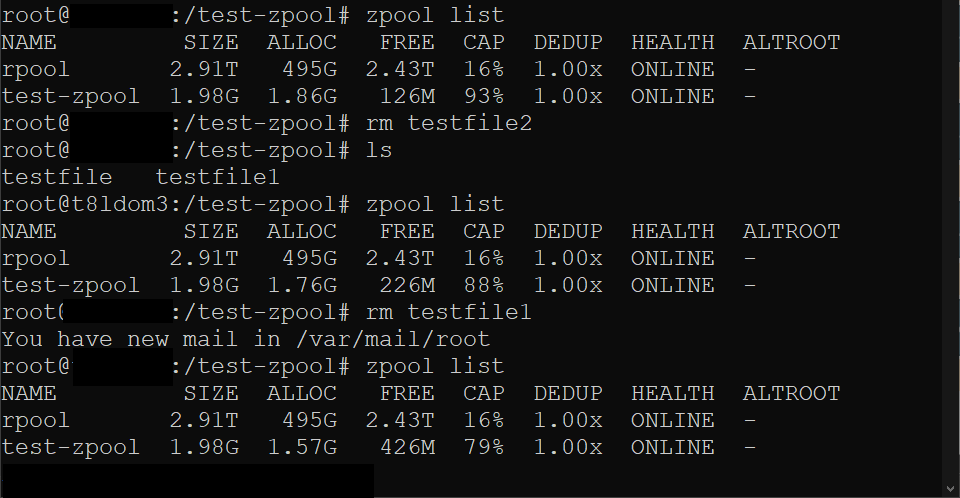 root@ :/test-zpool# zpool list
NAME SIZE ALLOC FREE CAP DEDUP HEALTH ALTROOT
rpool 2.91T 495G 2.43T 16% 1.00x ONLINE -
test-zpool 1.98G 1.86G 126M 93% 1.00x ONLINE -
root@ :/test-zpool# rm testfile2
root@ :/test-zpool# ls
testfile testfile1
root@t8ldom3:/test-zpool# zpool list
NAME SIZE ALLOC FREE CAP DEDUP HEALTH ALTROOT
rpool 2.91T 495G 2.43T 16% 1.00x ONLINE -
test-zpool 1.98G 1.76G 226M 88% 1.00x ONLINE -
root@ :/test-zpool# rm testfile1
You have new mail in /var/mail/root
root@ :/test-zpool# zpool list
NAME SIZE ALLOC FREE CAP DEDUP HEALTH ALTROOT
rpool 2.91T 495G 2.43T 16% 1.00x ONLINE -
test-zpool 1.98G 1.57G 426M 79% 1.00x ONLINE -